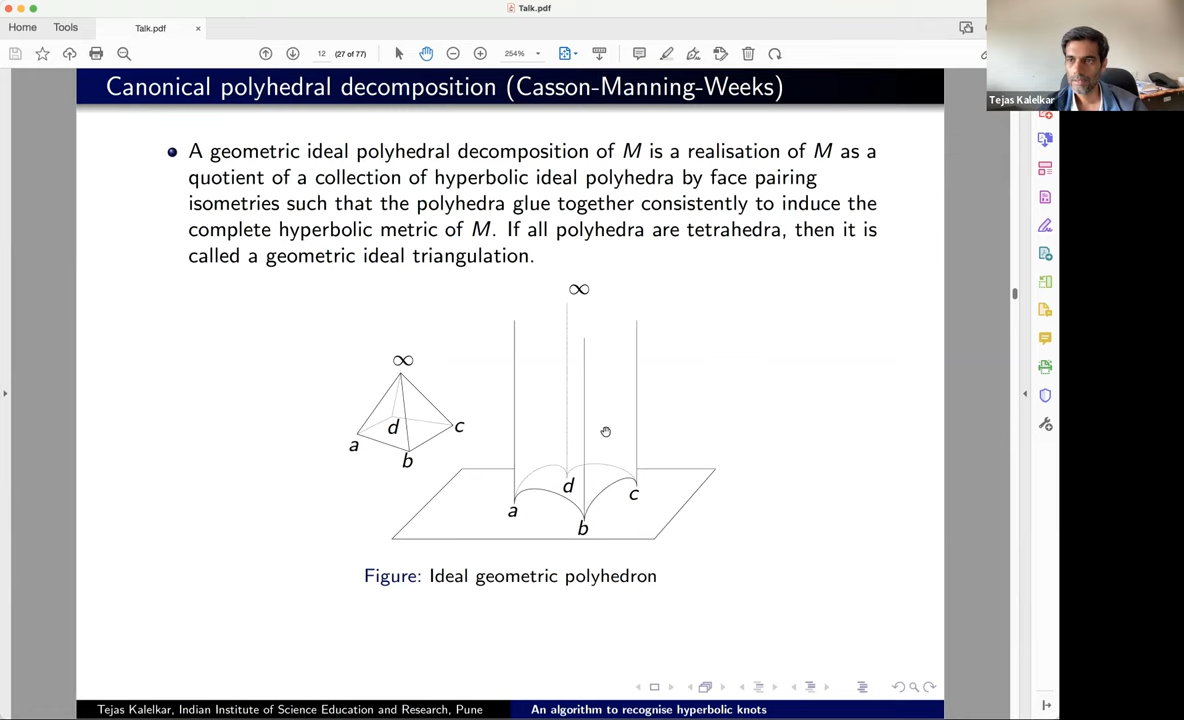 Talk.pdf
Home Tools Talk.pdf ×
12 (27 of 77) 254%
Tejas Kalelkar
Canonical polyhedral decomposition (Casson-Manning-Weeks)
A geometric ideal polyhedral decomposition of M is a realisation of M as a
quotient of a collection of hyperbolic ideal polyhedra by face pairing
isometries such that the polyhedra glue together consistently to induce the
complete hyperbolic metric of M. If all polyhedra are tetrahedra, then it is
called a geometric ideal triangulation.
∞
∞
d c
a
b
d c
a
b
Figure: Ideal geometric polyhedron
Tejas Kalelkar, Indian Institute of Science Education and Research, Pune An algorithm to recognise hyperbolic knots